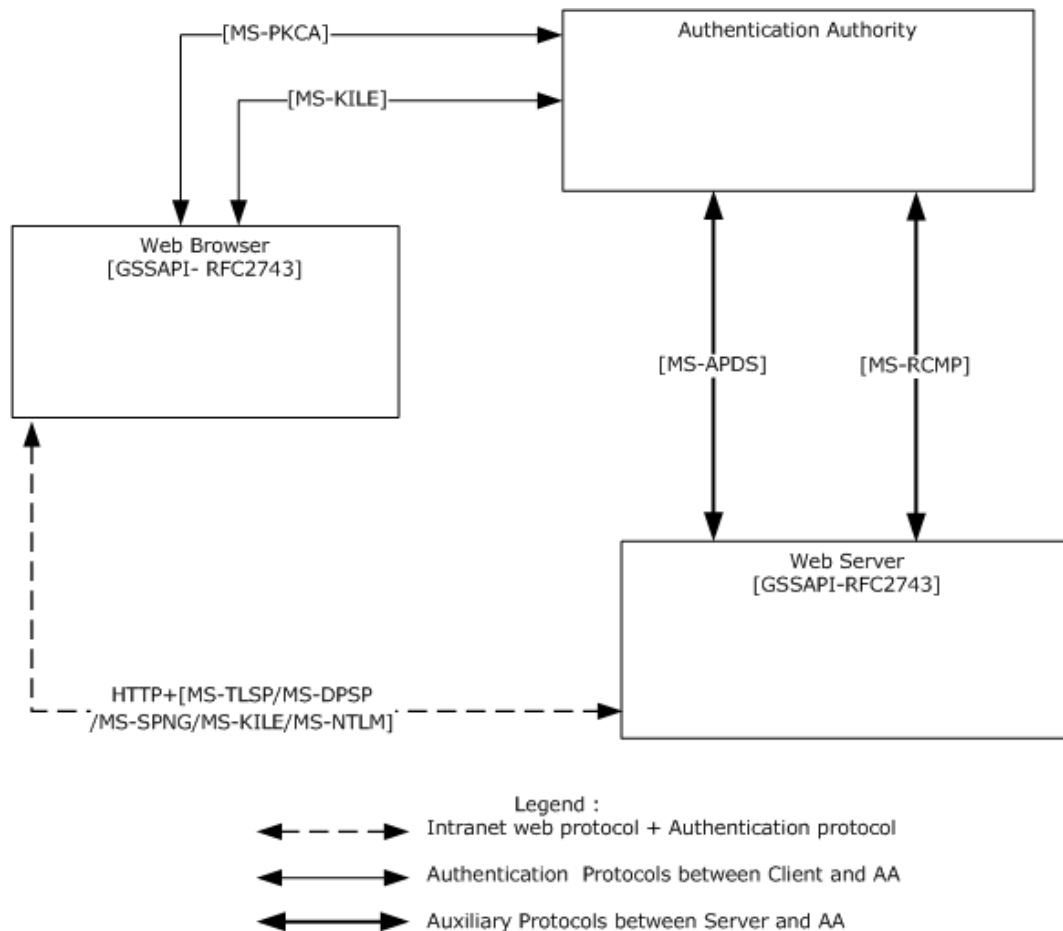 [MS-PKCA]
Authentication Authority
[MS-KILE]
Web Browser
[GSSAPI- RFC2743]
[MS-APDS]
[MS-RCMP]
Web Server
[GSSAPI-RFC2743]
HTTP+[MS-TLSP/MS-DPSP
/MS-SPNG/MS-KILE/MS-NTLM]
Legend :
Intranet web protocol + Authentication protocol
Authentication Protocols between Client and AA
Auxiliary Protocols between Server and AA